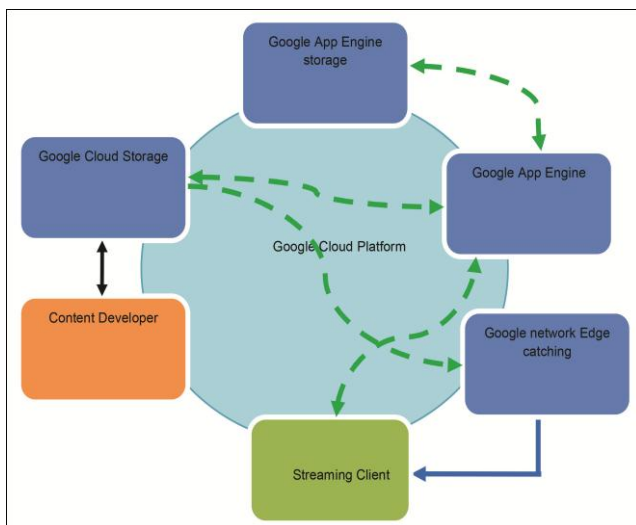 Google App Engine
storage
Google Cloud Storage
Google App Engine
Google Cloud Platform
Content Developer
Google network Edge
catching
Streaming Client